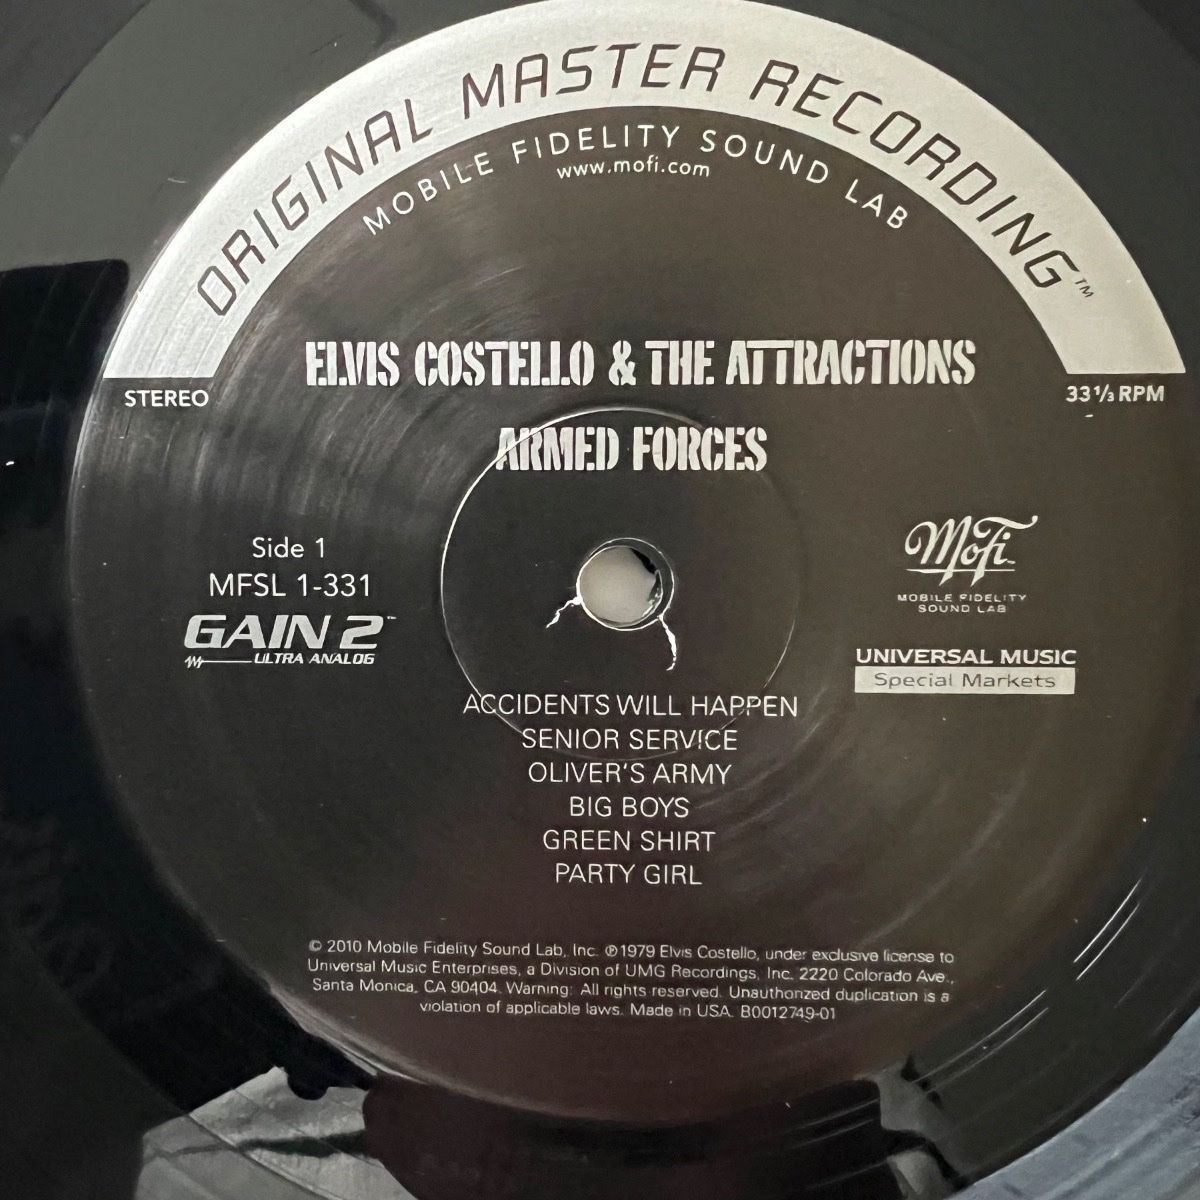 ORIGINAL MASTER RECORDING™
MOBILE FIDELITY SOUND LAB
www.mofi.com
ELVIS COSTELLO & THE ATTRACTIONS
STEREO
33 1/3 RPM
ARMED FORCES
Side 1
MFSL 1-331
GAIN 2™
ULTRA ANALOG
MoFi
MOBILE FIDELITY
SOUND LAB
UNIVERSAL MUSIC
Special Markets
ACCIDENTS WILL HAPPEN
SENIOR SERVICE
OLIVER'S ARMY
BIG BOYS
GREEN SHIRT
PARTY GIRL
© 2010 Mobile Fidelity Sound Lab, Inc. ℗1979 Elvis Costello, under exclusive license to
Universal Music Enterprises, a Division of UMG Recordings, Inc. 2220 Colorado Ave.,
Santa Monica, CA 90404. Warning: All rights reserved. Unauthorized duplication is a
violation of applicable laws. Made in USA. B0012749-01